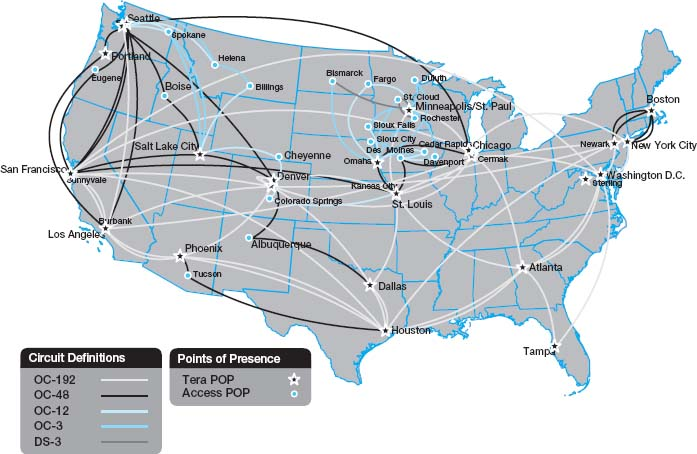 Seattle
Spokane
Portland
Helena
Eugene
Boise
Billings
Bismarck
Fargo
Duluth
St. Cloud
Minneapolis/St. Paul
Rochester
Boston
Sioux Falls
Sioux City
Salt Lake City
Cheyenne
Des Moines
Cedar Rapids
Chicago
Newark
New York City
Omaha
Davenport
Cermak
San Francisco
Sunnyvale
Denver
Kansas City
Washington D.C.
Sterling
Colorado Springs
St. Louis
Burbank
Los Angeles
Phoenix
Albuquerque
Tucson
Dallas
Atlanta
Houston
Tampa
Circuit Definitions
OC-192
OC-48
OC-12
OC-3
DS-3
Points of Presence
Tera POP
Access POP